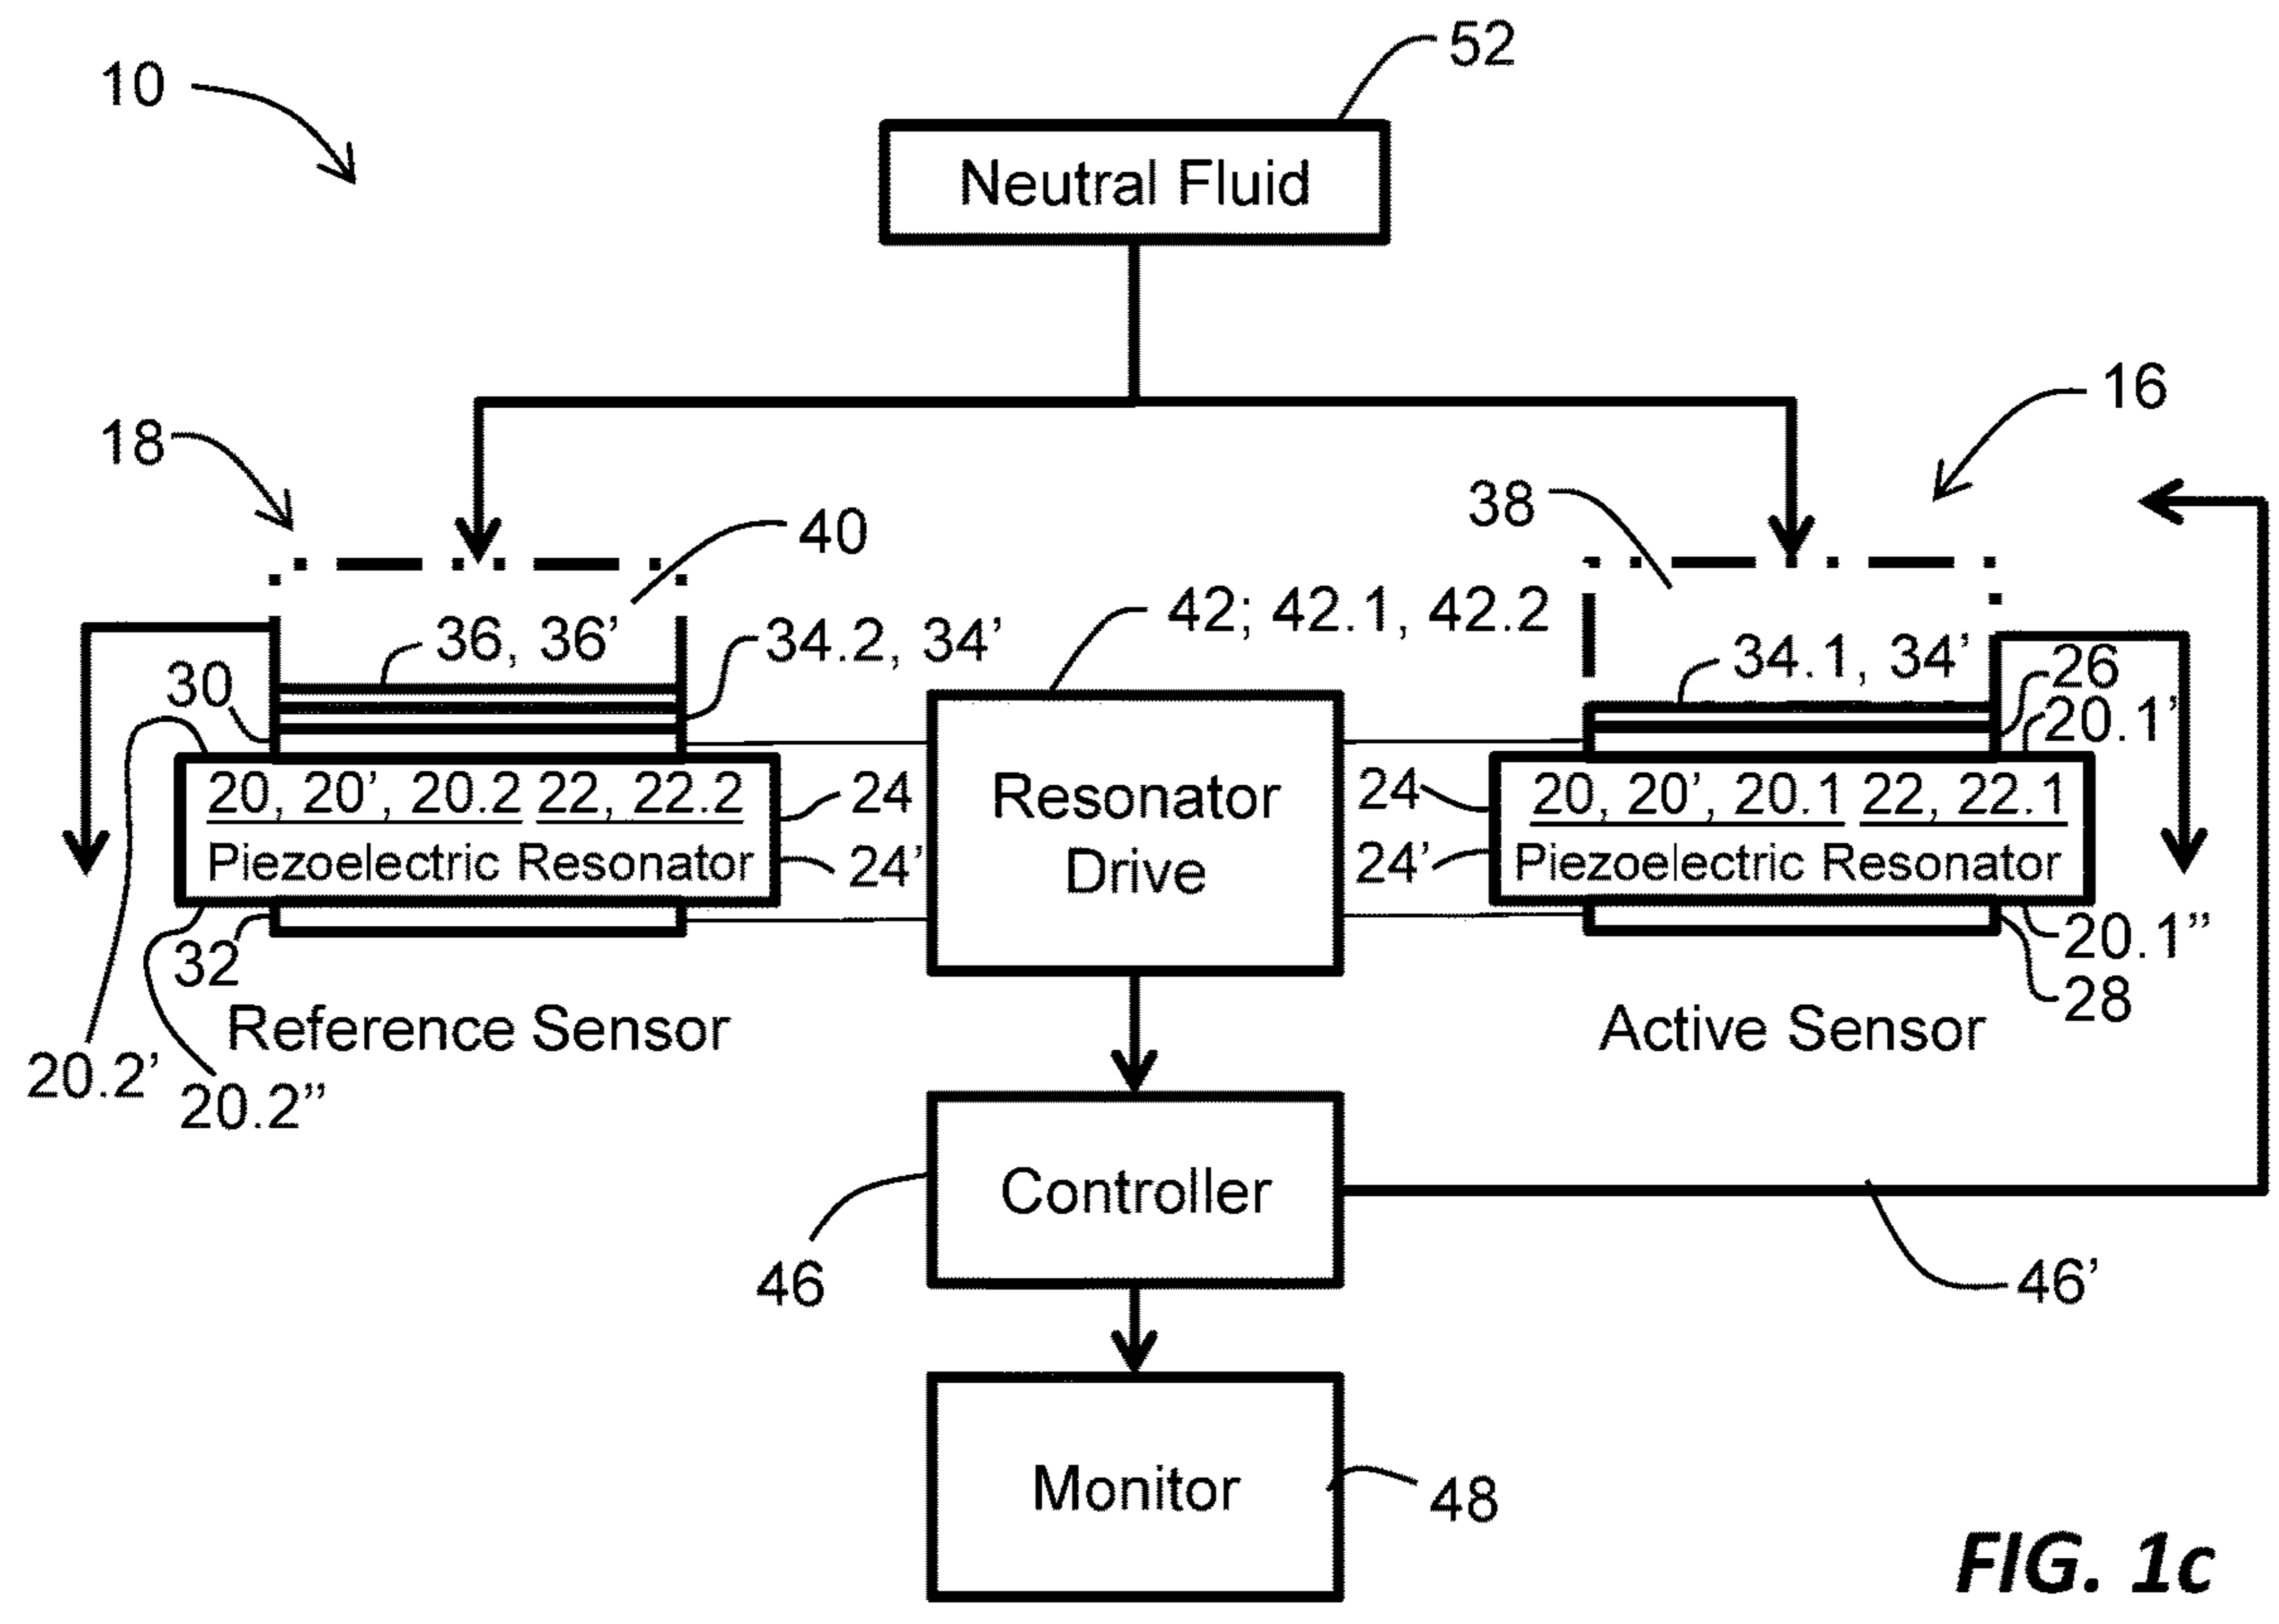 52
10
Neutral Fluid
16
18
38
40
42; 42.1, 42.2
36, 36’
34.2, 34’
34.1, 34’
26
30
20.1’
20, 20’, 20.2 22, 22.2
24
Resonator
24
20, 20’, 20.1 22, 22.1
Piezoelectric Resonator
24’
Drive
24’
Piezoelectric Resonator
32
20.1”
28
Reference Sensor
Active Sensor
20.2’
20.2”
Controller
46
46’
Monitor
48
FIG. 1c